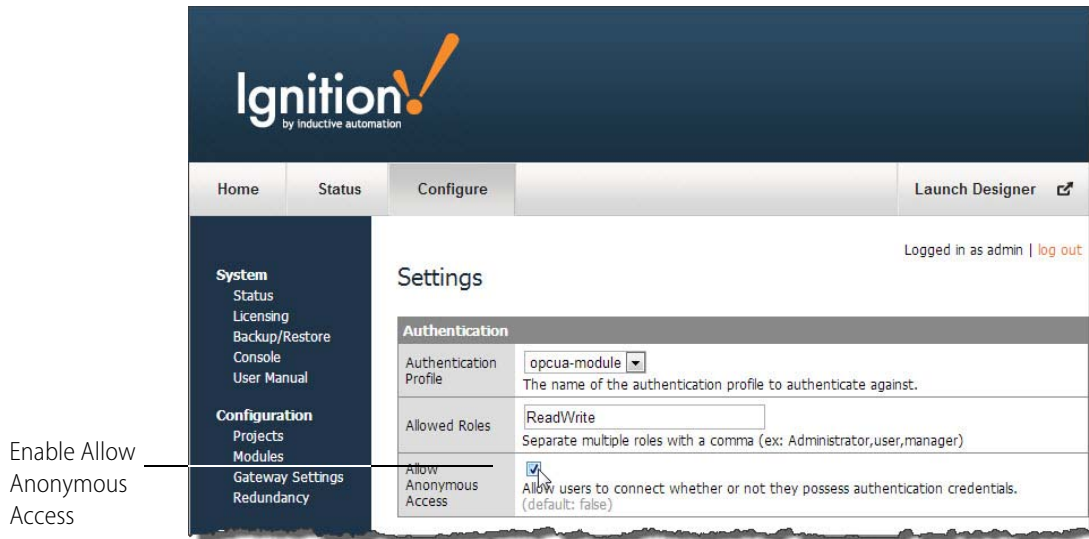 Ignition!
by inductive automation
Home
Status
Configure
Launch Designer
Logged in as admin | log out
System
Status
Licensing
Backup/Restore
Console
User Manual
Configuration
Projects
Modules
Gateway Settings
Redundancy
Settings
Authentication
Authentication
Profile
opcua-module
The name of the authentication profile to authenticate against.
Allowed Roles
ReadWrite
Separate multiple roles with a comma (ex: Administrator,user,manager)
Allow
Anonymous
Access
Allow users to connect whether or not they possess authentication credentials.
(default: false)
Enable Allow
Anonymous
Access